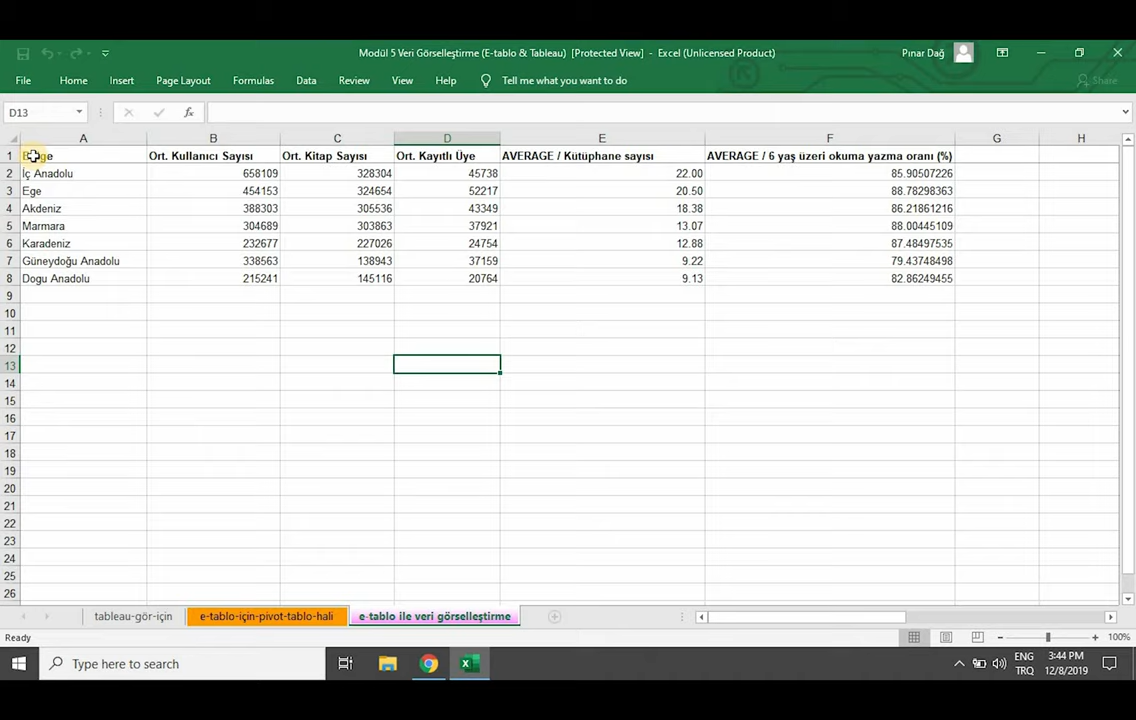 Modül 5 Veri Görselleştirme (E-tablo & Tableau) [Protected View] - Excel (Unlicensed Product)
Pınar Dağ
File Home Insert Page Layout Formulas Data Review View Help Tell me what you want to do Share
D13 fx
A B C D E F G H
1 Bölge Ort. Kullanıcı Sayısı Ort. Kitap Sayısı Ort. Kayıtlı Üye AVERAGE / Kütüphane sayısı AVERAGE / 6 yaş üzeri okuma yazma oranı (%)
2 İç Anadolu 658109 328304 45738 22.00 85.90507226
3 Ege 454153 324654 52217 20.50 88.78298363
4 Akdeniz 388303 305536 43349 18.38 86.21861216
5 Marmara 304689 303863 37921 13.07 88.00445109
6 Karadeniz 232677 227026 24754 12.88 87.48497535
7 Güneydoğu Anadolu 338563 138943 37159 9.22 79.43748498
8 Dogu Anadolu 215241 145116 20764 9.13 82.86249455
9
10
11
12
13
14
15
16
17
18
19
20
21
22
23
24
25
26
tableau-gör-için e-tablo-için-pivot-tablo-hali e-tablo ile veri görselleştirme
Ready 100%
Type here to search
ENG 3:44 PM
TRQ 12/8/2019